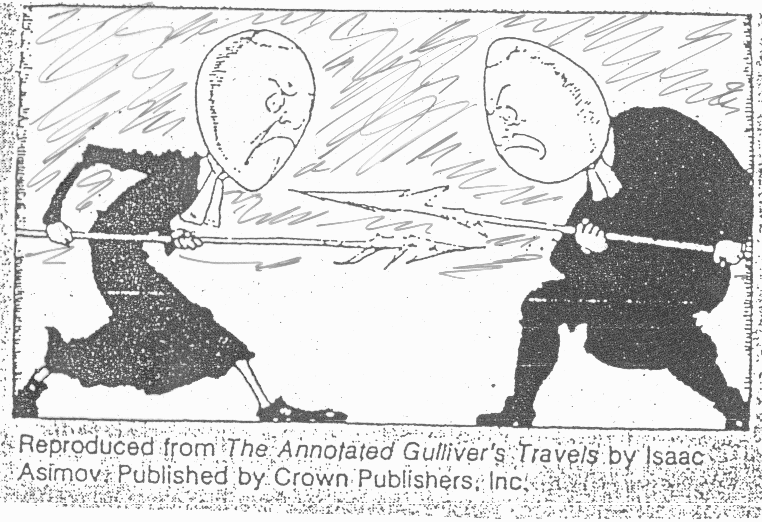 Reproduced from The Annotated Gulliver's Travels by Isaac
Asimov. Published by Crown Publishers, Inc.